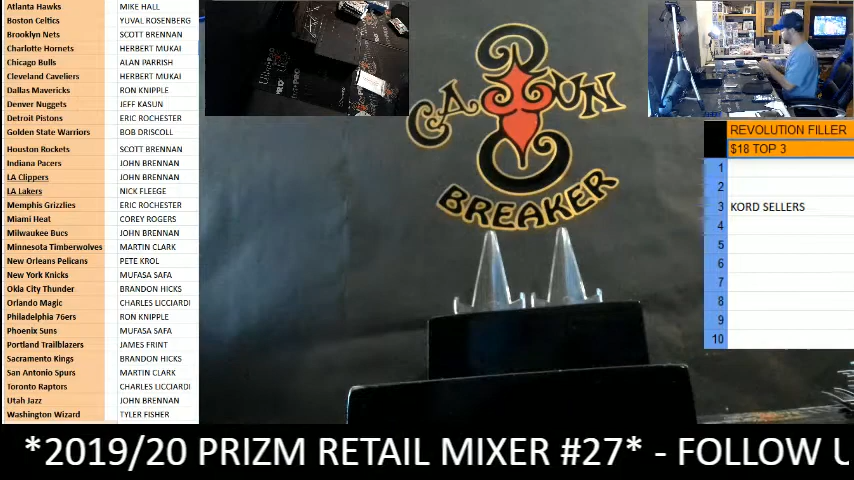 Atlanta Hawks MIKE HALL
Boston Celtics YUVAL ROSENBERG
Brooklyn Nets SCOTT BRENNAN
Charlotte Hornets HERBERT MUKAI
Chicago Bulls ALAN PARRISH
Cleveland Cavaliers HERBERT MUKAI
Dallas Mavericks RON KNIPPLE
Denver Nuggets JEFF KASUN
Detroit Pistons ERIC ROCHESTER
Golden State Warriors BOB DRISCOLL
Houston Rockets SCOTT BRENNAN
Indiana Pacers JOHN BRENNAN
LA Clippers JOHN BRENNAN
LA Lakers NICK FLEEGE
Memphis Grizzlies ERIC ROCHESTER
Miami Heat COREY ROGERS
Milwaukee Bucs JOHN BRENNAN
Minnesota Timberwolves MARTIN CLARK
New Orleans Pelicans PETE KROL
New York Knicks MUFASA SAFA
Okla City Thunder BRANDON HICKS
Orlando Magic CHARLES LICCIARDI
Philadelphia 76ers RON KNIPPLE
Phoenix Suns MUFASA SAFA
Portland Trailblazers JAMES FRINT
Sacramento Kings BRANDON HICKS
San Antonio Spurs MARTIN CLARK
Toronto Raptors CHARLES LICCIARDI
Utah Jazz JOHN BRENNAN
Washington Wizard TYLER FISHER
CAJUN
BREAKER
REVOLUTION FILLER
$18 TOP 3
1
2
3 KORD SELLERS
4
5
6
7
8
9
10
*2019/20 PRIZM RETAIL MIXER #27* - FOLLOW U